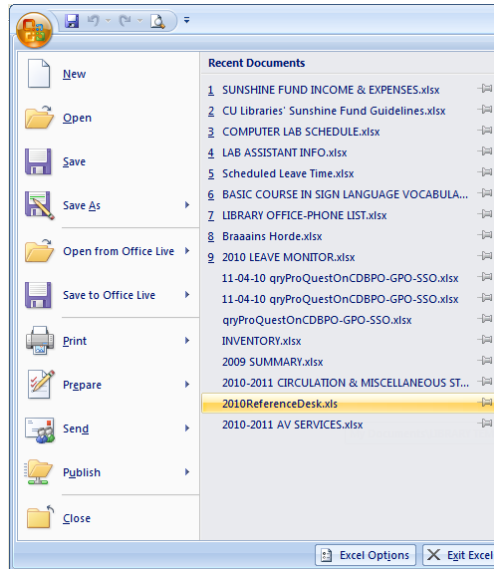 New
Open
Save
Save As
Open from Office Live
Save to Office Live
Print
Prepare
Send
Publish
Close
Recent Documents
1 SUNSHINE FUND INCOME & EXPENSES.xlsx
2 CU Libraries' Sunshine Fund Guidelines.xlsx
3 COMPUTER LAB SCHEDULE.xlsx
4 LAB ASSISTANT INFO.xlsx
5 Scheduled Leave Time.xlsx
6 BASIC COURSE IN SIGN LANGUAGE VOCABULA...
7 LIBRARY OFFICE-PHONE LIST.xlsx
8 Braaains Horde.xlsx
9 2010 LEAVE MONITOR.xlsx
11-04-10 qryProQuestOnCDBPO-GPO-SSO.xlsx
11-04-10 qryProQuestOnCDBPO-GPO-SSO.xlsx
qryProQuestOnCDBPO-GPO-SSO.xlsx
INVENTORY.xlsx
2009 SUMMARY.xlsx
2010-2011 CIRCULATION & MISCELLANEOUS ST...
2010ReferenceDesk.xls
2010-2011 AV SERVICES.xlsx
Excel Options
Exit Excel